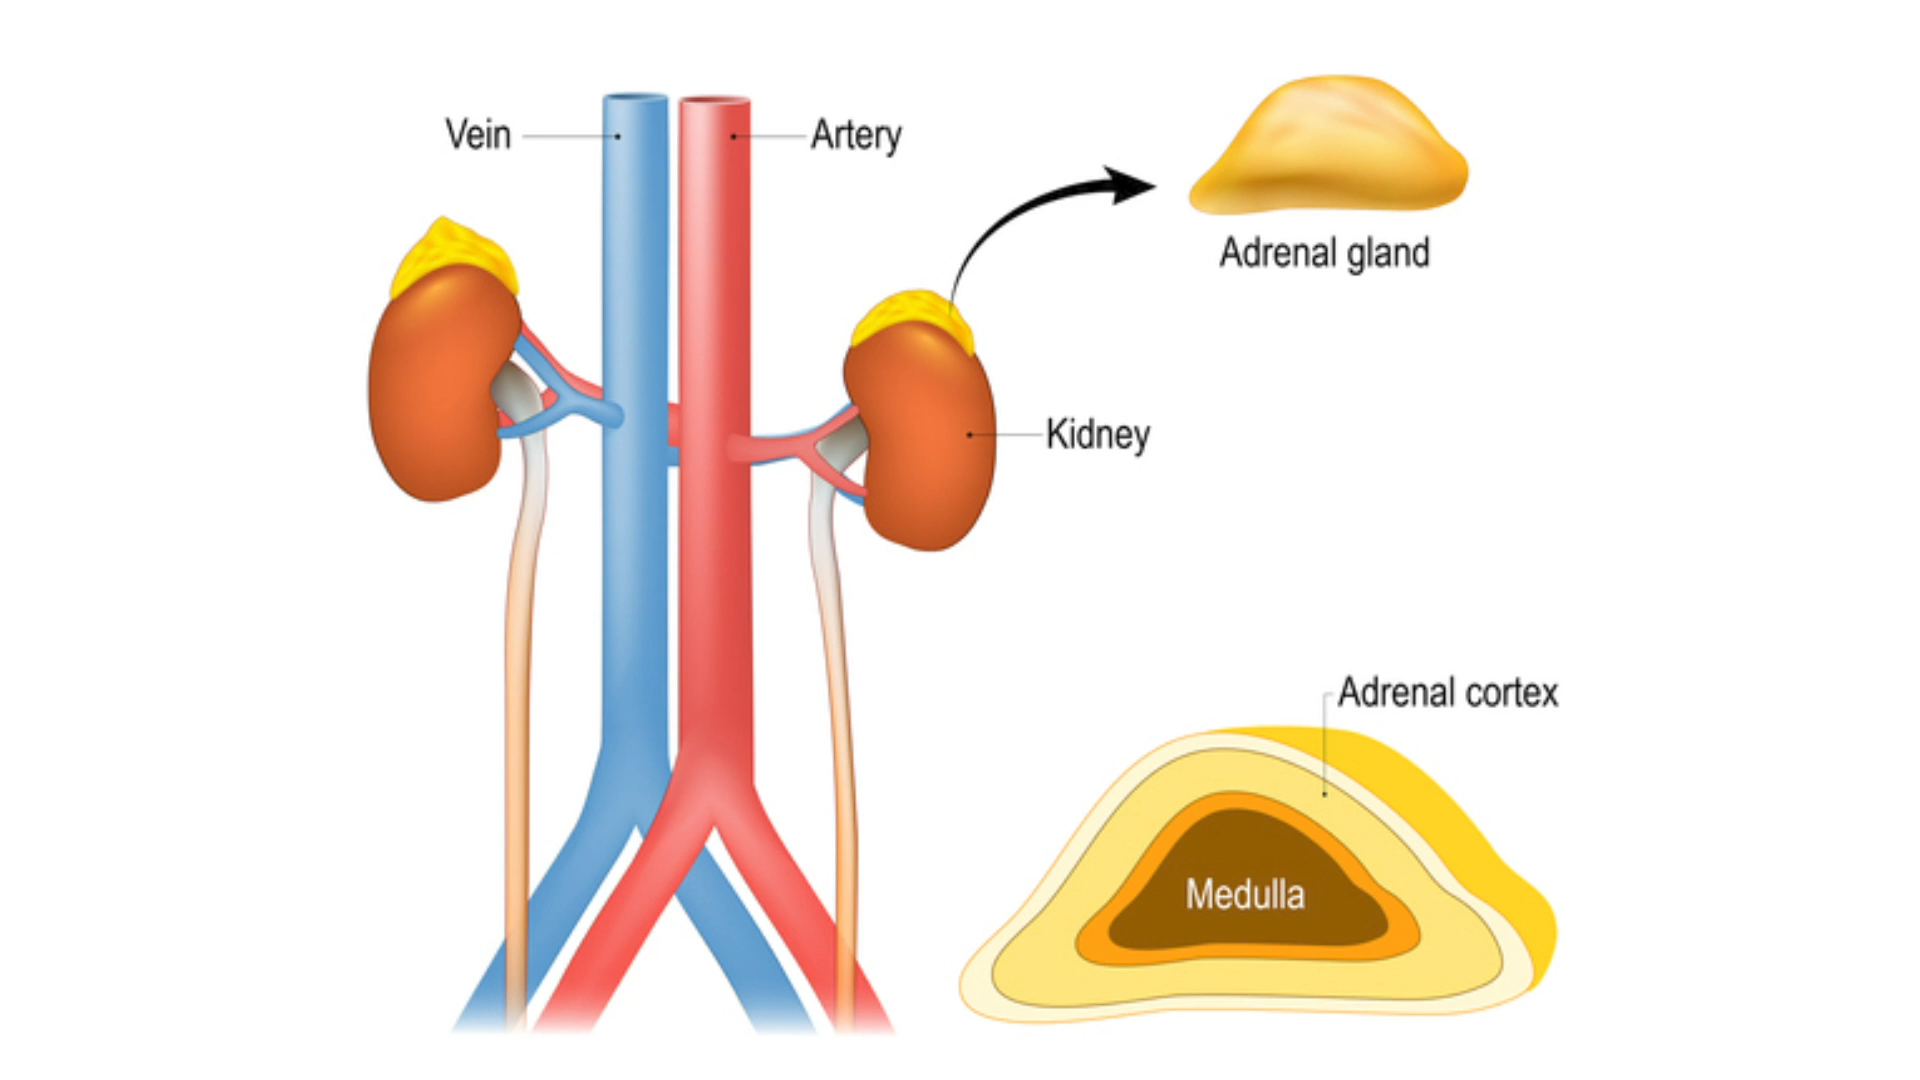 Vein
Artery
Adrenal gland
Kidney
Adrenal cortex
Medulla